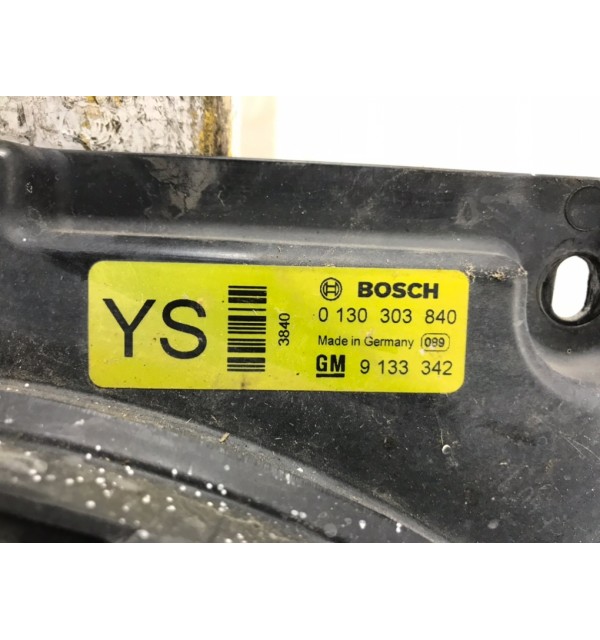 YS
3840
BOSCH
0 130 303 840
Made in Germany 099
GM 9 133 342